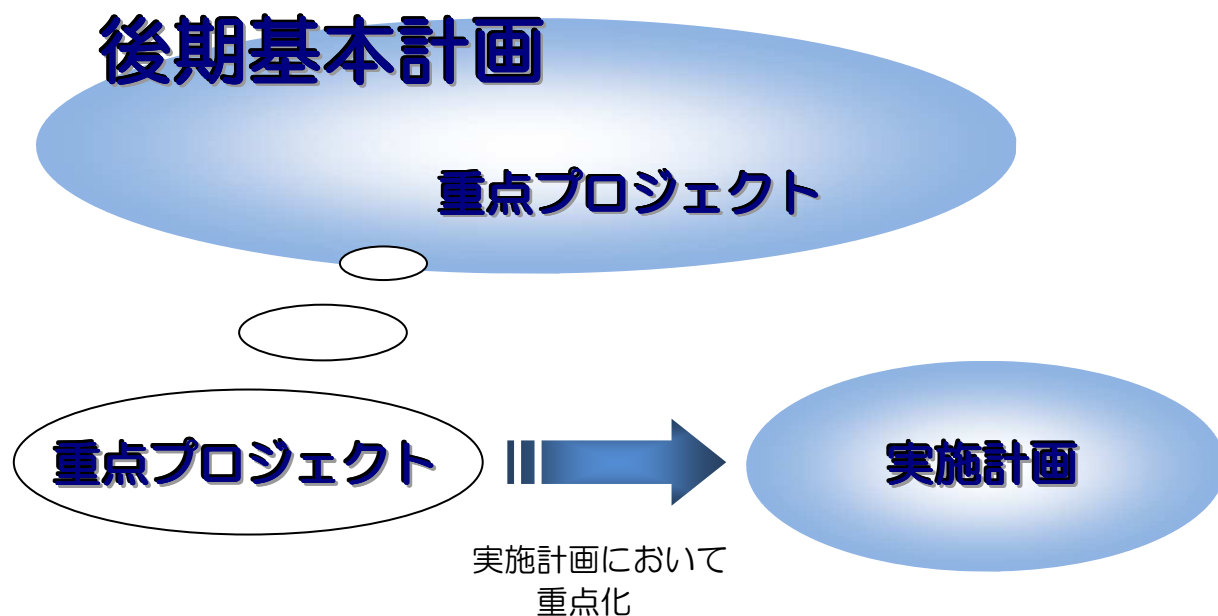 後期基本計画
重点プロジェクト
重点プロジェクト
実施計画
実施計画において
重点化